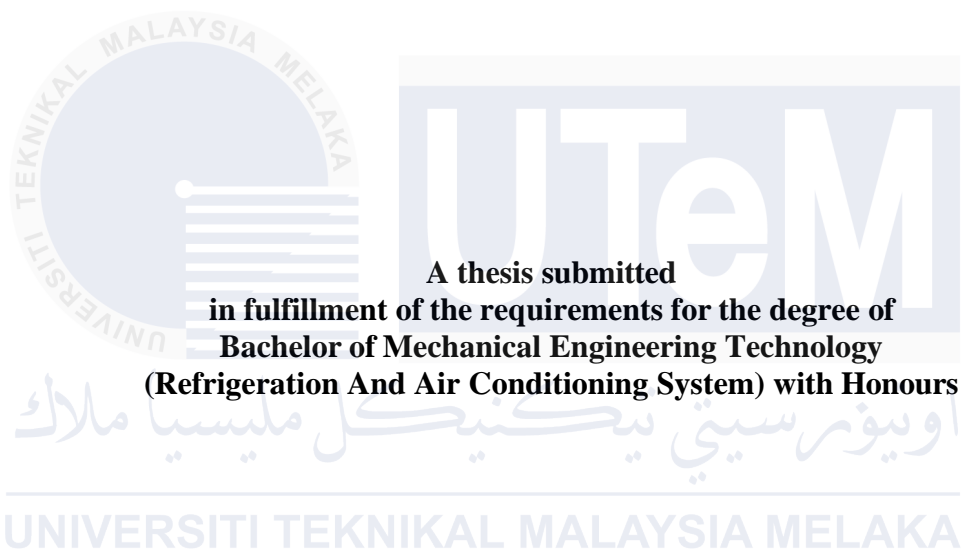 UNIVERSITI TEKNIKAL MALAYSIA MELAKA
UTeM
A thesis submitted
in fulfillment of the requirements for the degree of
Bachelor of Mechanical Engineering Technology
(Refrigeration And Air Conditioning System) with Honours
اونيۏرسيتي تيكنيكل مليسيا ملاك
UNIVERSITI TEKNIKAL MALAYSIA MELAKA